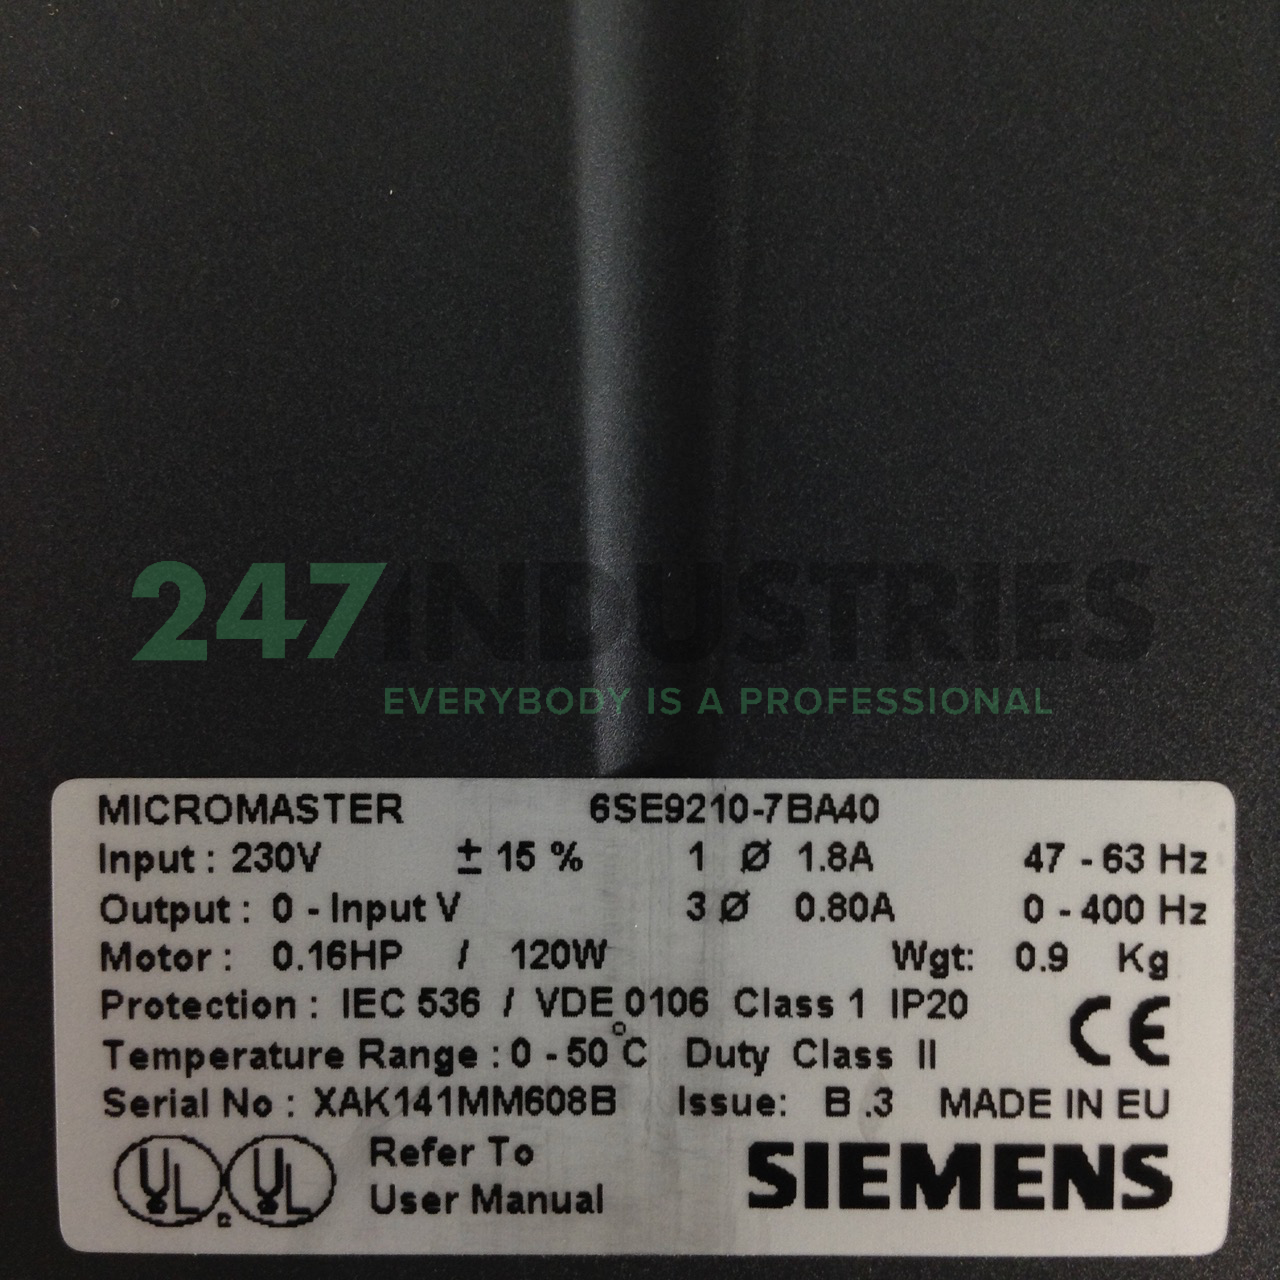 247INDUSTRIES
EVERYBODY IS A PROFESSIONAL
MICROMASTER 6SE9210-7BA40
Input : 230V ± 15 % 1 Ø 1.8A 47 - 63 Hz
Output : 0 - Input V 3 Ø 0.80A 0 - 400 Hz
Motor : 0.16HP / 120W Wgt: 0.9 Kg
Protection : IEC 536 / VDE 0106 Class 1 IP20
CE
Temperature Range : 0 - 50°C Duty Class II
Serial No : XAK141MM608B Issue: B .3 MADE IN EU
UL c UL
Refer To
User Manual
SIEMENS